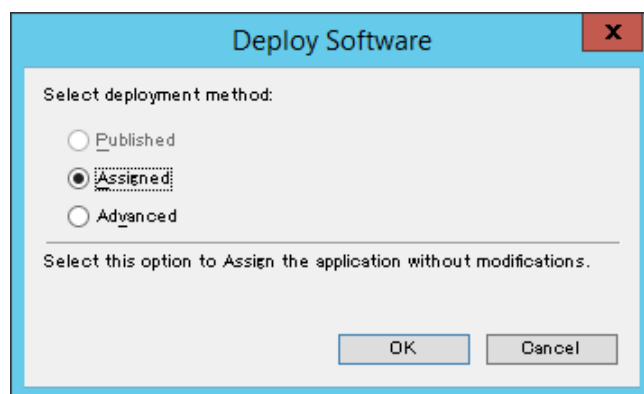 Deploy Software
x
Select deployment method:
Published
Assigned
Advanced
Select this option to Assign the application without modifications.
OK
Cancel